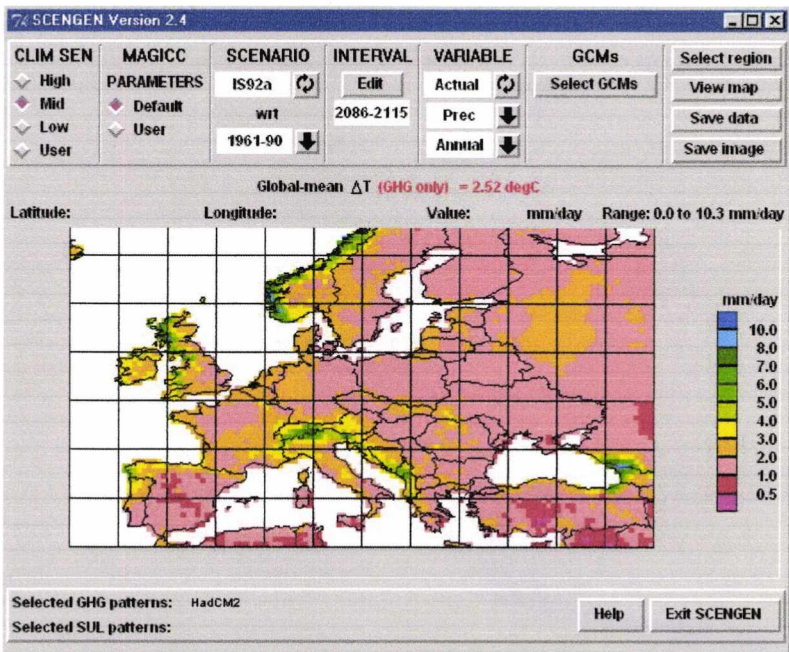 SCENGEN Version 2.4
CLIM SEN
High
Mid
Low
User
MAGICC
PARAMETERS
Default
User
SCENARIO
IS92a
wrt
1961-90
INTERVAL
Edit
2086-2115
VARIABLE
Actual
Prec
Annual
GCMs
Select GCMs
Select region
View map
Save data
Save image
Global-mean ΔT (GHG only) = 2.52 degC
Latitude: Longitude: Value: mm/day Range: 0.0 to 10.3 mm/day
mm/day
10.0
8.0
7.0
6.0
5.0
4.0
3.0
2.0
1.0
0.5
Selected GHG patterns: HadCM2
Selected SUL patterns:
Help
Exit SCENGEN